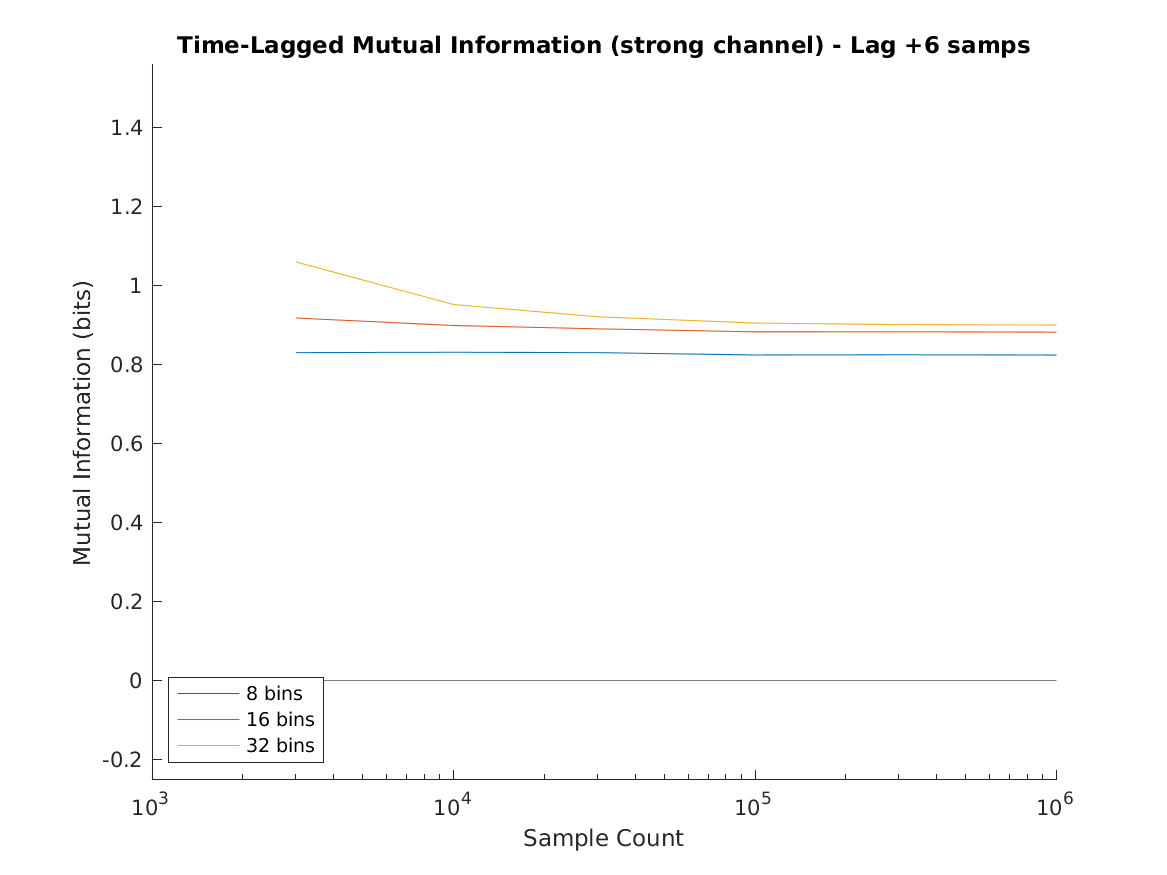 Time-Lagged Mutual Information (strong channel) - Lag +6 samps
Mutual Information (bits)
1.4
1.2
1
0.8
0.6
0.4
0.2
0
-0.2
8 bins
16 bins
32 bins
10^3 10^4 10^5 10^6
Sample Count